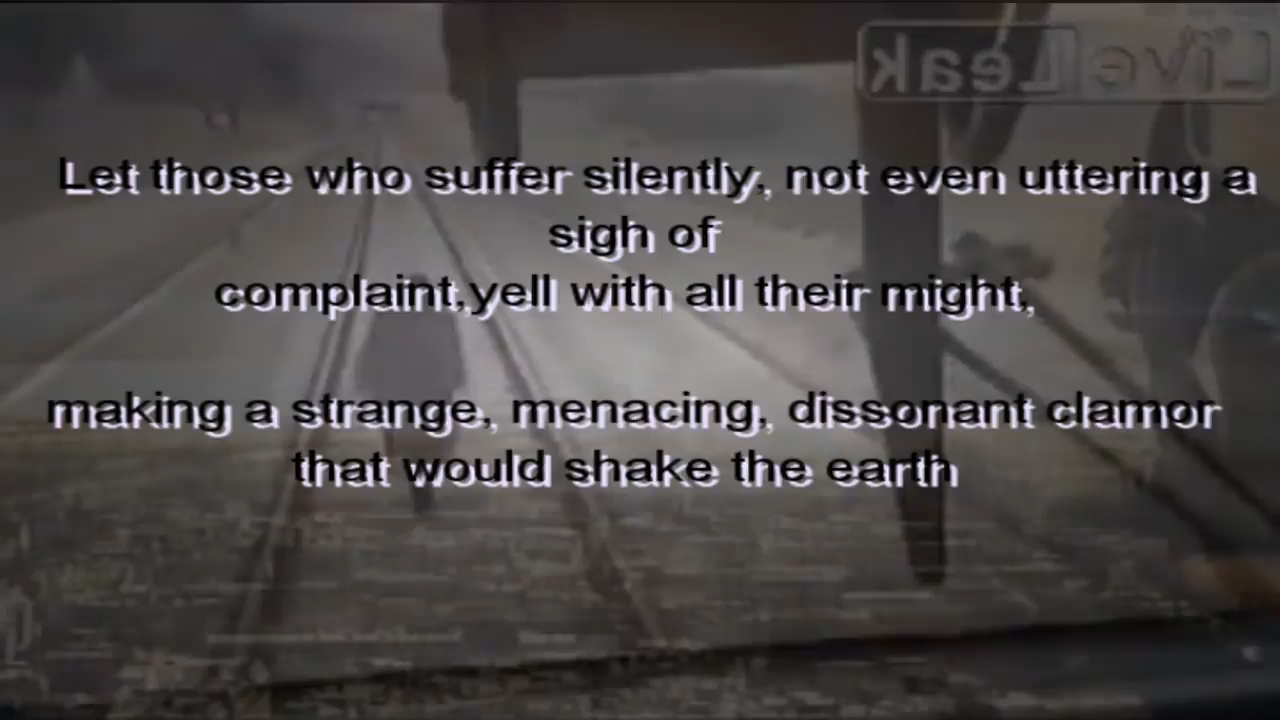 LiveLeak
Let those who suffer silently, not even uttering a
sigh of
complaint,yell with all their might,
making a strange, menacing, dissonant clamor
that would shake the earth